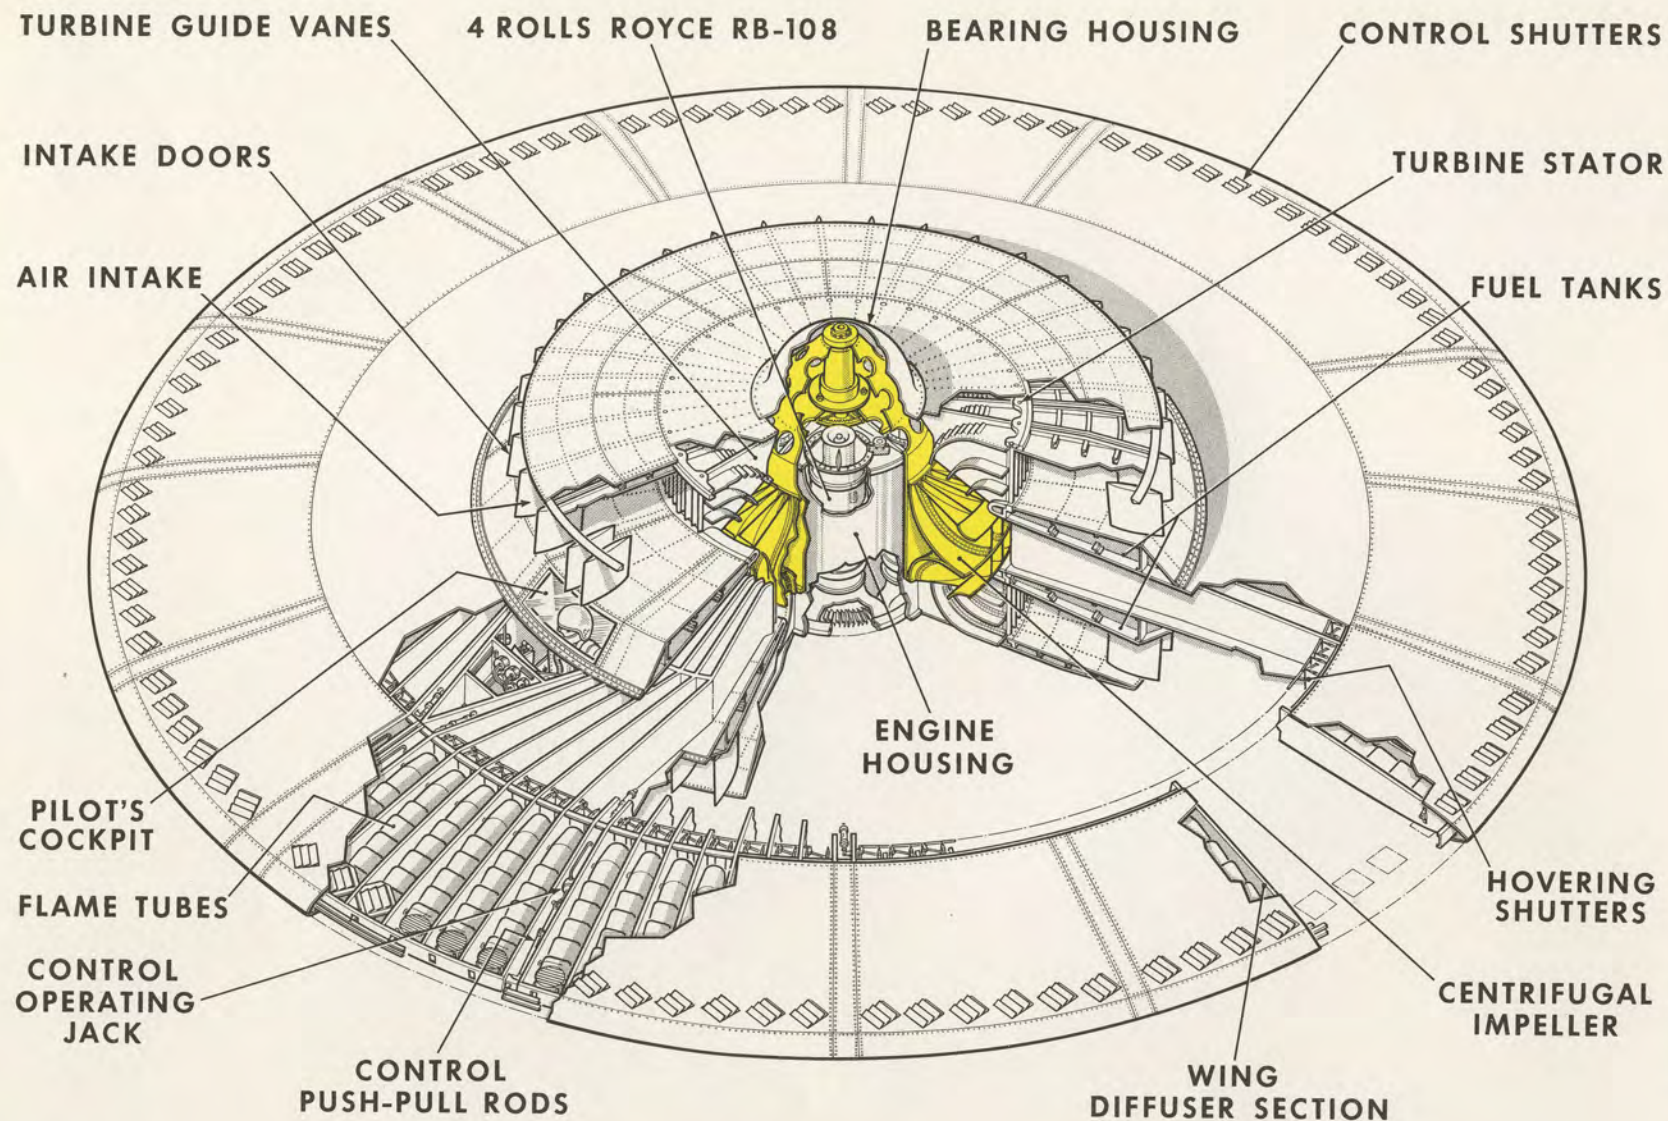 TURBINE GUIDE VANES
4 ROLLS ROYCE RB-108
BEARING HOUSING
CONTROL SHUTTERS
INTAKE DOORS
TURBINE STATOR
AIR INTAKE
FUEL TANKS
ENGINE
HOUSING
PILOT'S
COCKPIT
FLAME TUBES
HOVERING
SHUTTERS
CONTROL
OPERATING
JACK
CENTRIFUGAL
IMPELLER
CONTROL
PUSH-PULL RODS
WING
DIFFUSER SECTION